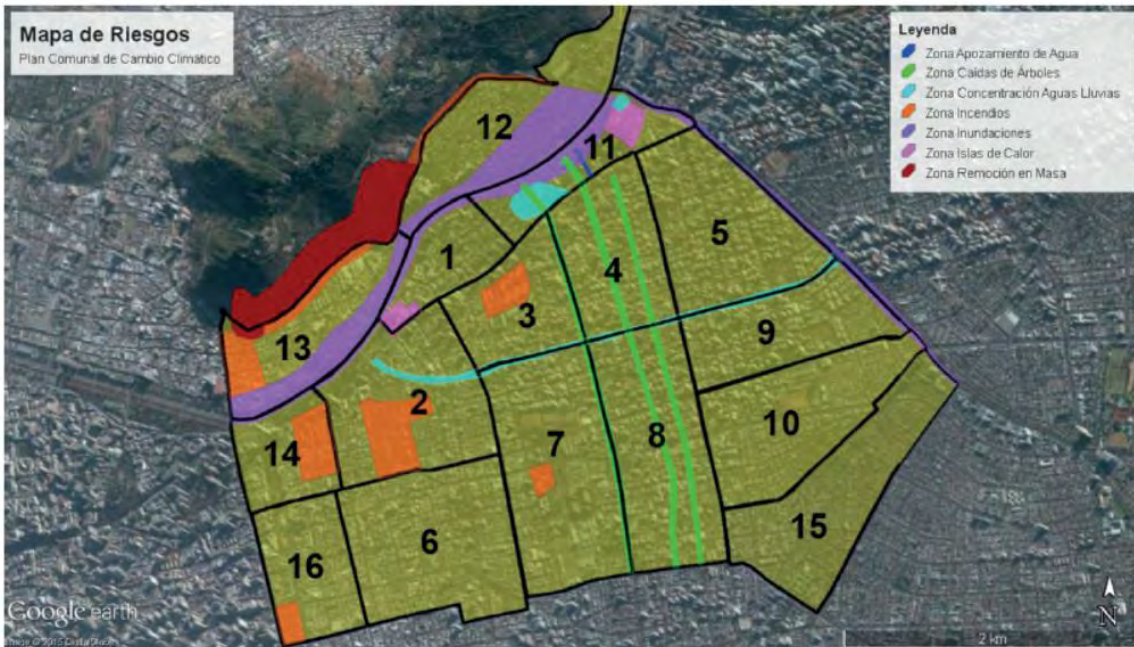 Mapa de Riesgos
Plan Comunal de Cambio Climático
Leyenda
Zona Apozamiento de Agua
Zona Caídas de Árboles
Zona Concentración Aguas Lluvias
Zona Incendios
Zona Inundaciones
Zona Islas de Calor
Zona Remoción en Masa
12
11
5
1
4
3
13
9
2
10
14
7
8
15
6
16
Google earth
N
2 km